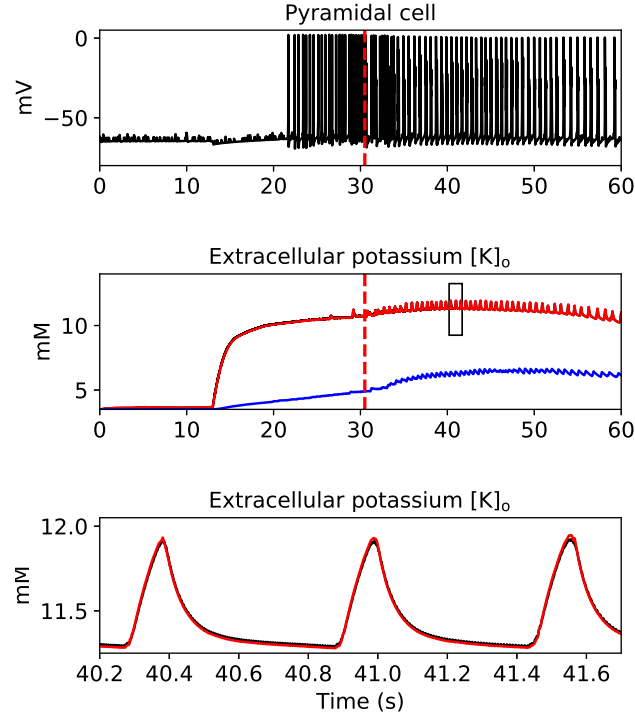 Pyramidal cell
0
−50
mV
0 10 20 30 40 50 60
Extracellular potassium [K]o
10
5
mM
0 10 20 30 40 50 60
Extracellular potassium [K]o
12.0
11.5
mM
40.2 40.4 40.6 40.8 41.0 41.2 41.4 41.6
Time (s)